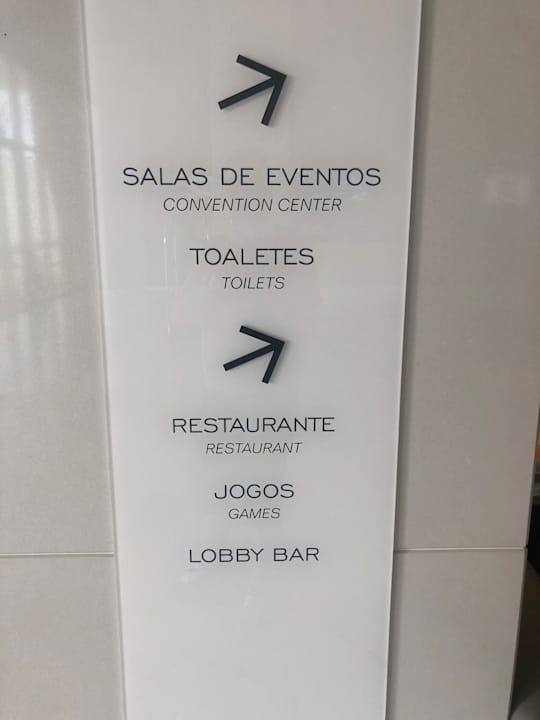 SALAS DE EVENTOS
CONVENTION CENTER
TOALETES
TOILETS
RESTAURANTE
RESTAURANT
JOGOS
GAMES
LOBBY BAR